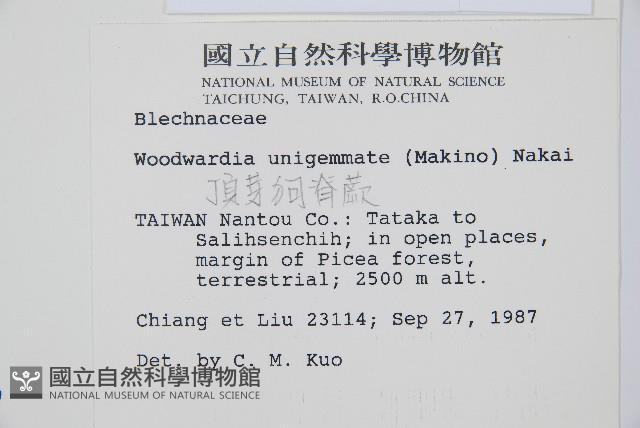 國立自然科學博物館
NATIONAL MUSEUM OF NATURAL SCIENCE
TAICHUNG, TAIWAN, R.O.CHINA
Blechnaceae
Woodwardia unigemmate (Makino) Nakai
頂芽狗脊蕨
TAIWAN Nantou Co.: Tataka to
Salihsenchih; in open places,
margin of Picea forest,
terrestrial; 2500 m alt.
Chiang et Liu 23114; Sep 27, 1987
Det. by C. M. Kuo
國立自然科學博物館
NATIONAL MUSEUM OF NATURAL SCIENCE